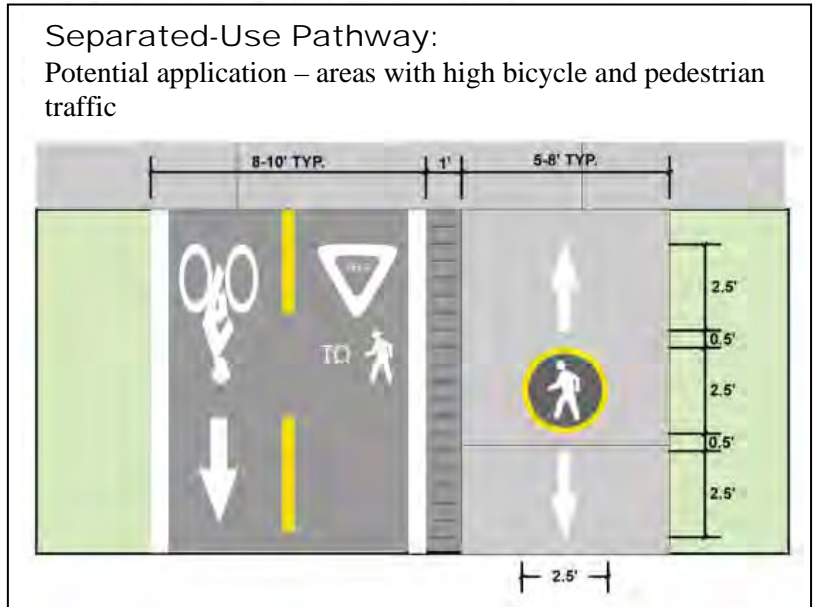 Separated-Use Pathway:
Potential application – areas with high bicycle and pedestrian
traffic
8-10' TYP.
1'
5-8' TYP.
2.5'
TO
0.5'
2.5'
0.5'
2.5'
2.5'